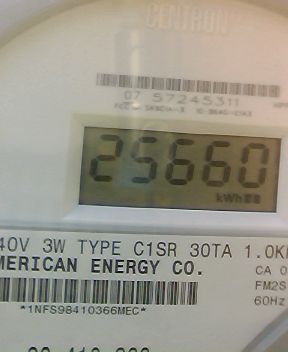 CENTRON
07 57245311
25660
kWh
40V 3W TYPE C1SR 30TA 1.0K
MERICAN ENERGY CO.
CA 0
FM2S
60Hz
*1NFS98410366MEC*